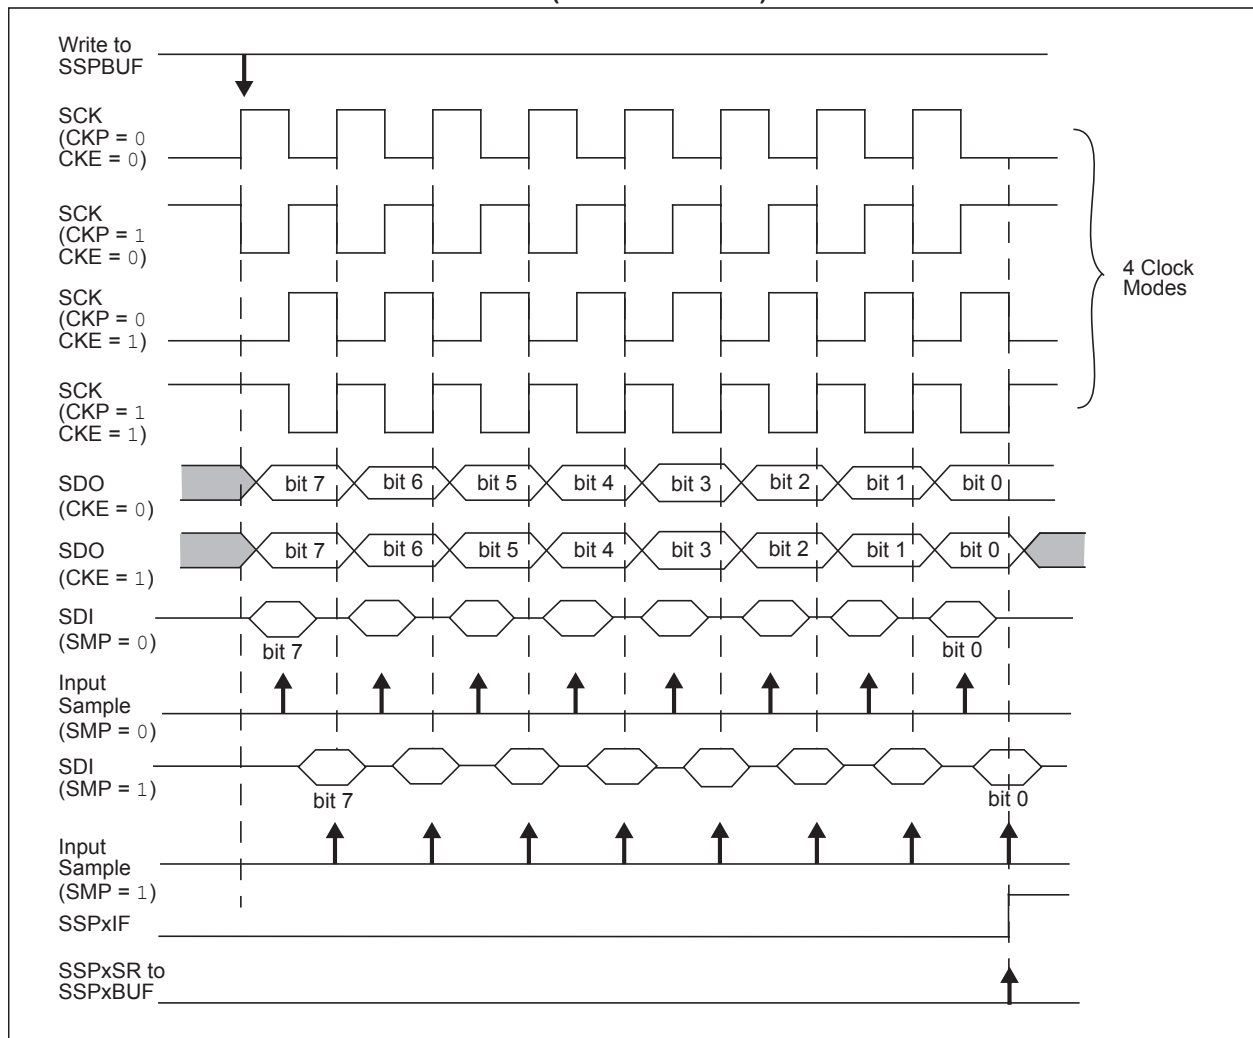 Write to
SSPBUF
SCK
(CKP = 0
CKE = 0)
SCK
(CKP = 1
CKE = 0)
SCK
(CKP = 0
CKE = 1)
SCK
(CKP = 1
CKE = 1)
4 Clock
Modes
SDO
(CKE = 0)
bit 7 bit 6 bit 5 bit 4 bit 3 bit 2 bit 1 bit 0
SDO
(CKE = 1)
bit 7 bit 6 bit 5 bit 4 bit 3 bit 2 bit 1 bit 0
SDI
(SMP = 0)
bit 7 bit 0
Input
Sample
(SMP = 0)
SDI
(SMP = 1)
bit 7 bit 0
Input
Sample
(SMP = 1)
SSPxIF
SSPxSR to
SSPxBUF